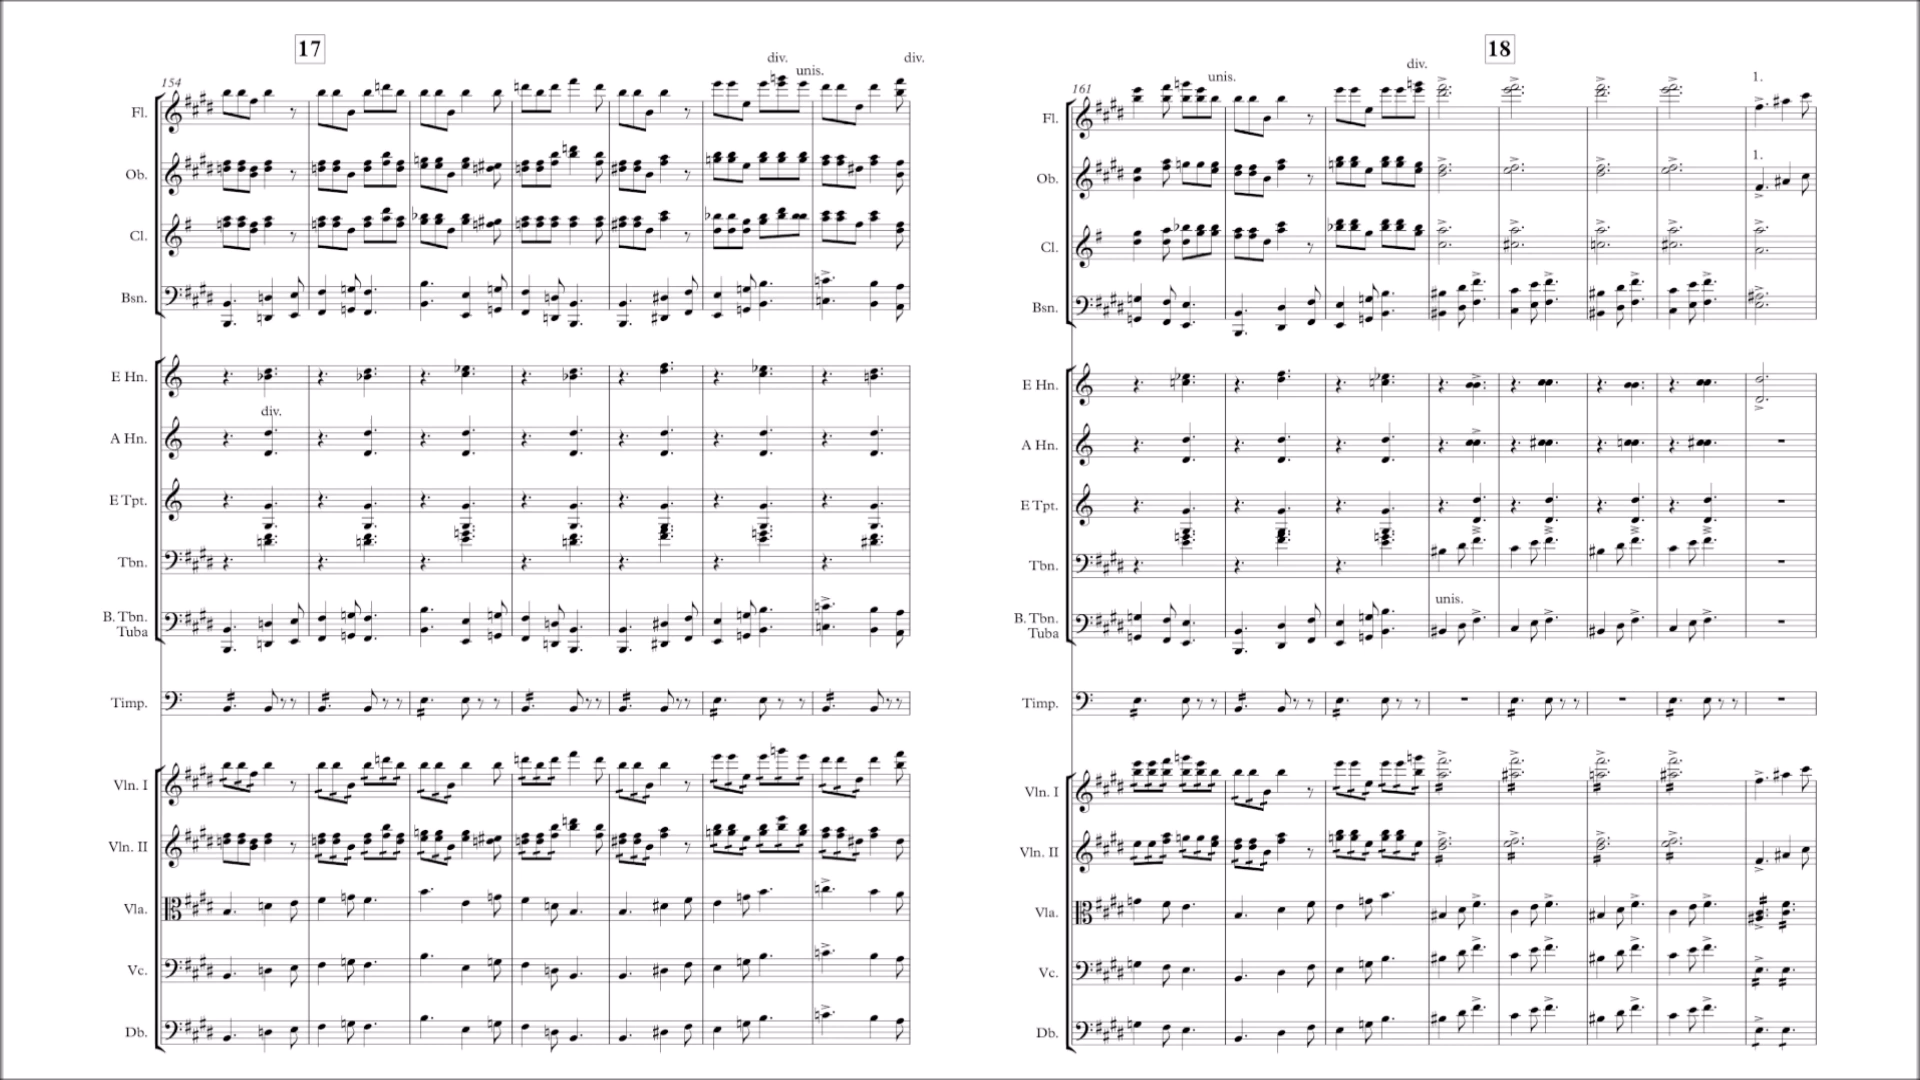 17
div.
div.
unis.
154
Fl.
Ob.
Cl.
Bsn.
E Hn.
div.
A Hn.
E Tpt.
Tbn.
B. Tbn.
Tuba
Timp.
Vln. I
Vln. II
Vla.
Vc.
Db.
18
div.
unis.
1.
161
Fl.
1.
Ob.
Cl.
Bsn.
E Hn.
A Hn.
E Tpt.
Tbn.
unis.
B. Tbn.
Tuba
Timp.
Vln. I
Vln. II
Vla.
Vc.
Db.